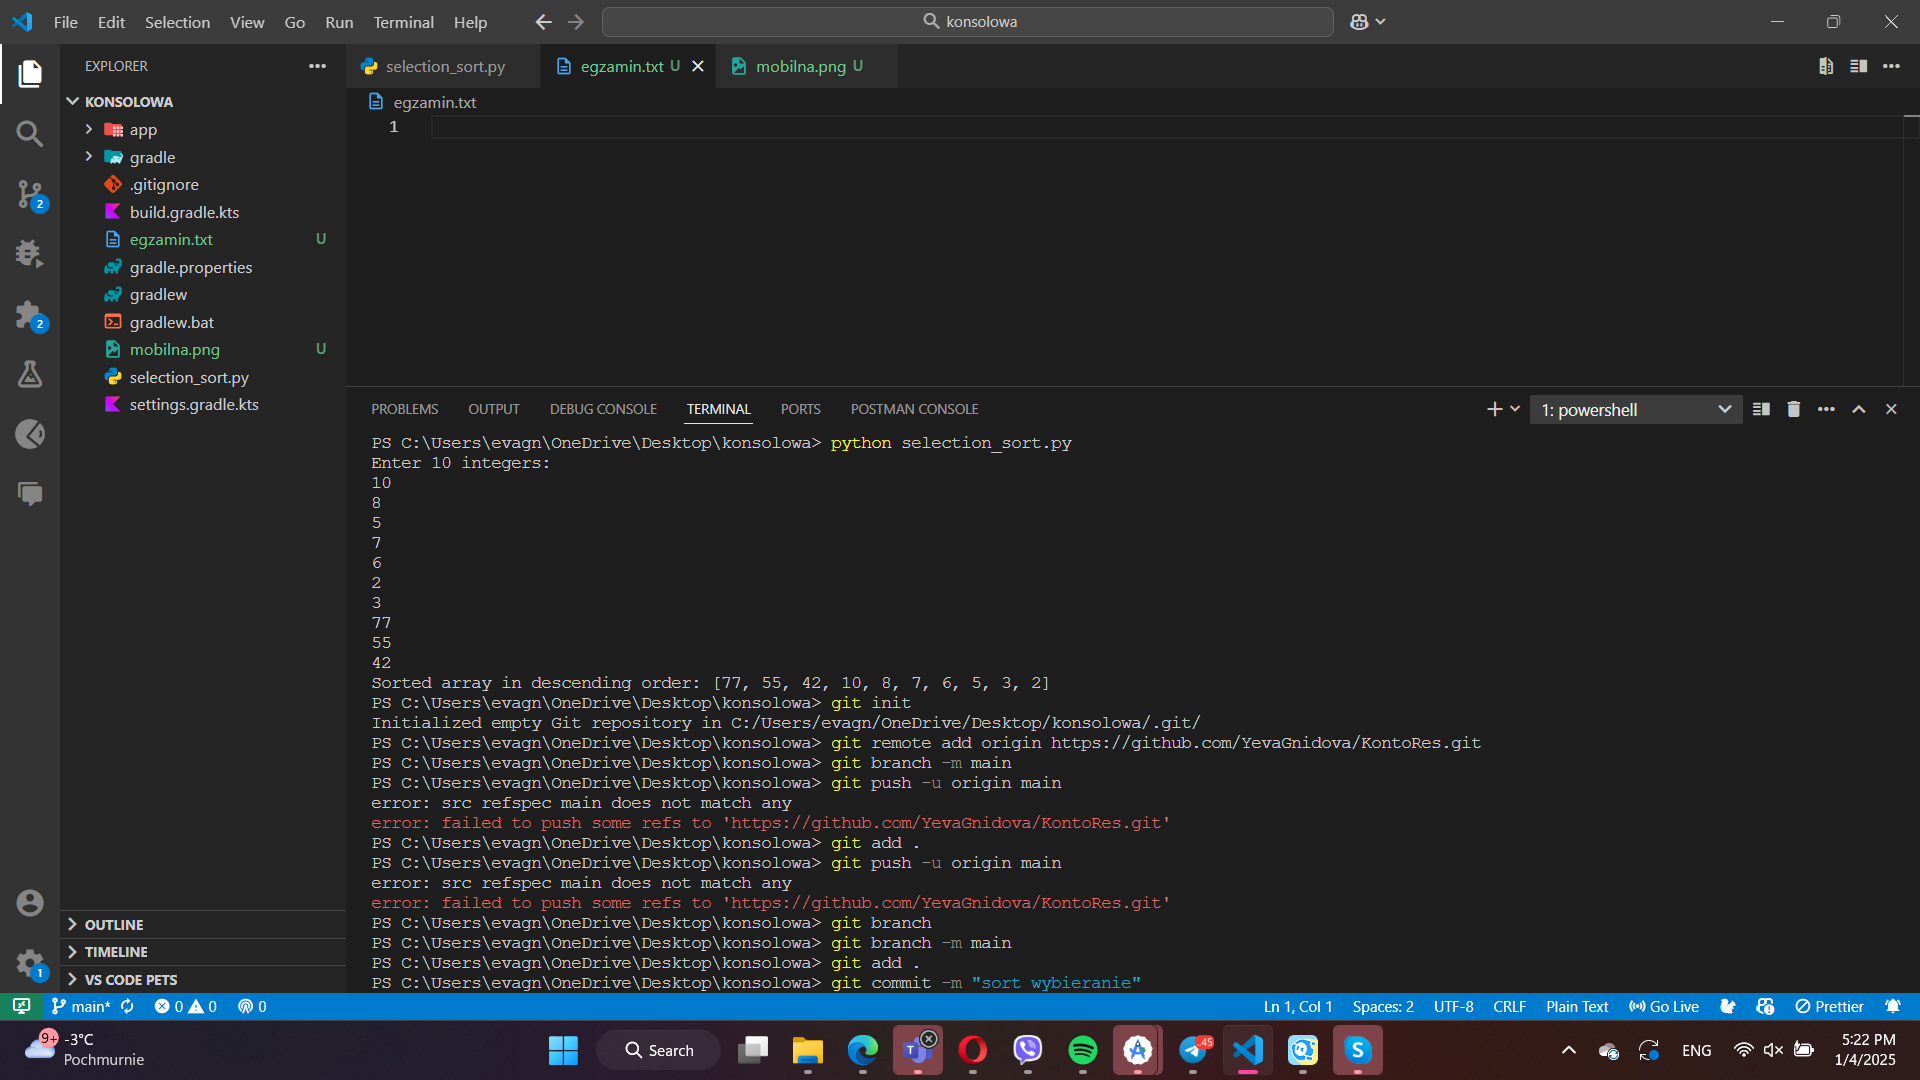 File Edit Selection View Go Run Terminal Help
konsolowa
EXPLORER
KONSOLOWA
app
gradle
.gitignore
build.gradle.kts
egzamin.txt U
gradle.properties
gradlew
gradlew.bat
mobilna.png U
selection_sort.py
settings.gradle.kts
OUTLINE
TIMELINE
VS CODE PETS
2
2
1
selection_sort.py
egzamin.txt U
mobilna.png U
egzamin.txt
1
PROBLEMS OUTPUT DEBUG CONSOLE TERMINAL PORTS POSTMAN CONSOLE
1: powershell
PS C:\Users\evagn\OneDrive\Desktop\konsolowa> python selection_sort.py
Enter 10 integers:
10
8
5
7
6
2
3
77
55
42
Sorted array in descending order: [77, 55, 42, 10, 8, 7, 6, 5, 3, 2]
PS C:\Users\evagn\OneDrive\Desktop\konsolowa> git init
Initialized empty Git repository in C:/Users/evagn/OneDrive/Desktop/konsolowa/.git/
PS C:\Users\evagn\OneDrive\Desktop\konsolowa> git remote add origin https://github.com/YevaGnidova/KontoRes.git
PS C:\Users\evagn\OneDrive\Desktop\konsolowa> git branch -m main
PS C:\Users\evagn\OneDrive\Desktop\konsolowa> git push -u origin main
error: src refspec main does not match any
error: failed to push some refs to 'https://github.com/YevaGnidova/KontoRes.git'
PS C:\Users\evagn\OneDrive\Desktop\konsolowa> git add .
PS C:\Users\evagn\OneDrive\Desktop\konsolowa> git push -u origin main
error: src refspec main does not match any
error: failed to push some refs to 'https://github.com/YevaGnidova/KontoRes.git'
PS C:\Users\evagn\OneDrive\Desktop\konsolowa> git branch
PS C:\Users\evagn\OneDrive\Desktop\konsolowa> git branch -m main
PS C:\Users\evagn\OneDrive\Desktop\konsolowa> git add .
PS C:\Users\evagn\OneDrive\Desktop\konsolowa> git commit -m "sort wybieranie"
main* 0 0 0
Ln 1, Col 1 Spaces: 2 UTF-8 CRLF Plain Text Go Live Prettier
9+
-3°C
Pochmurnie
Search
45
ENG
5:22 PM
1/4/2025